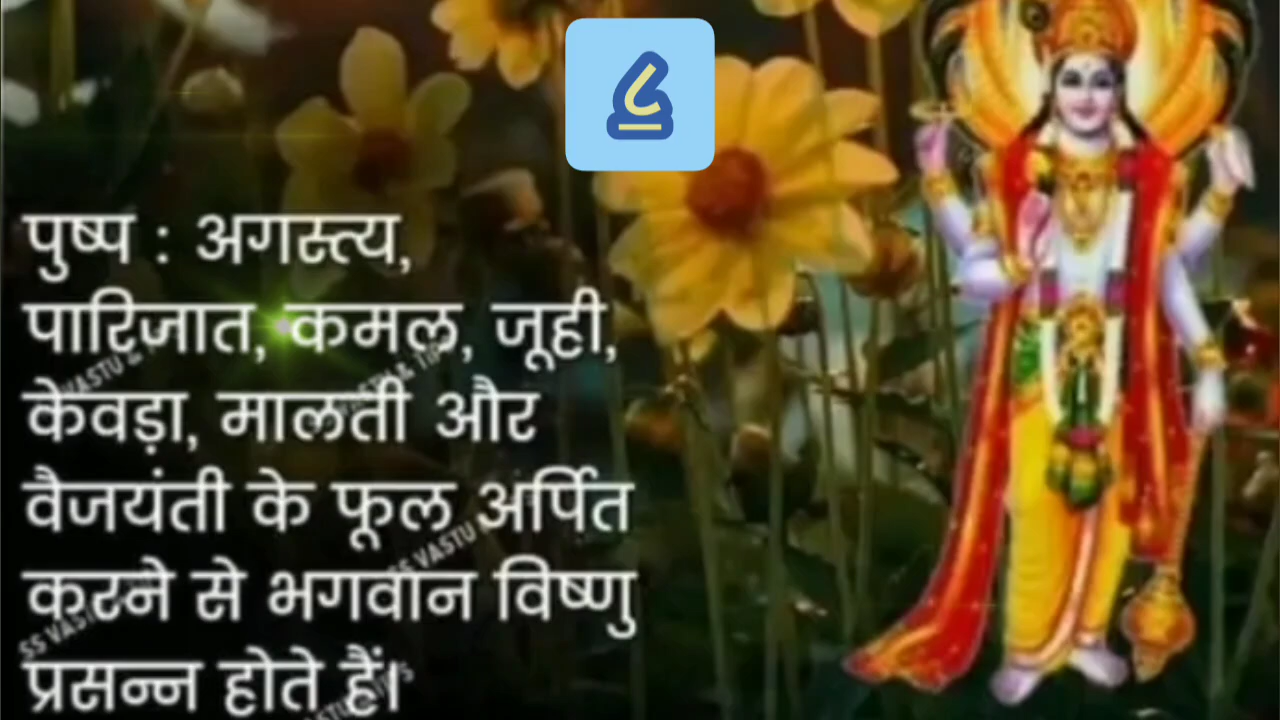 पुष्प : अगस्त्य,
पारिजात, कमल, जूही,
केवड़ा, मालती और
वैजयंती के फूल अर्पित
करने से भगवान विष्णु
प्रसन्न होते हैं।